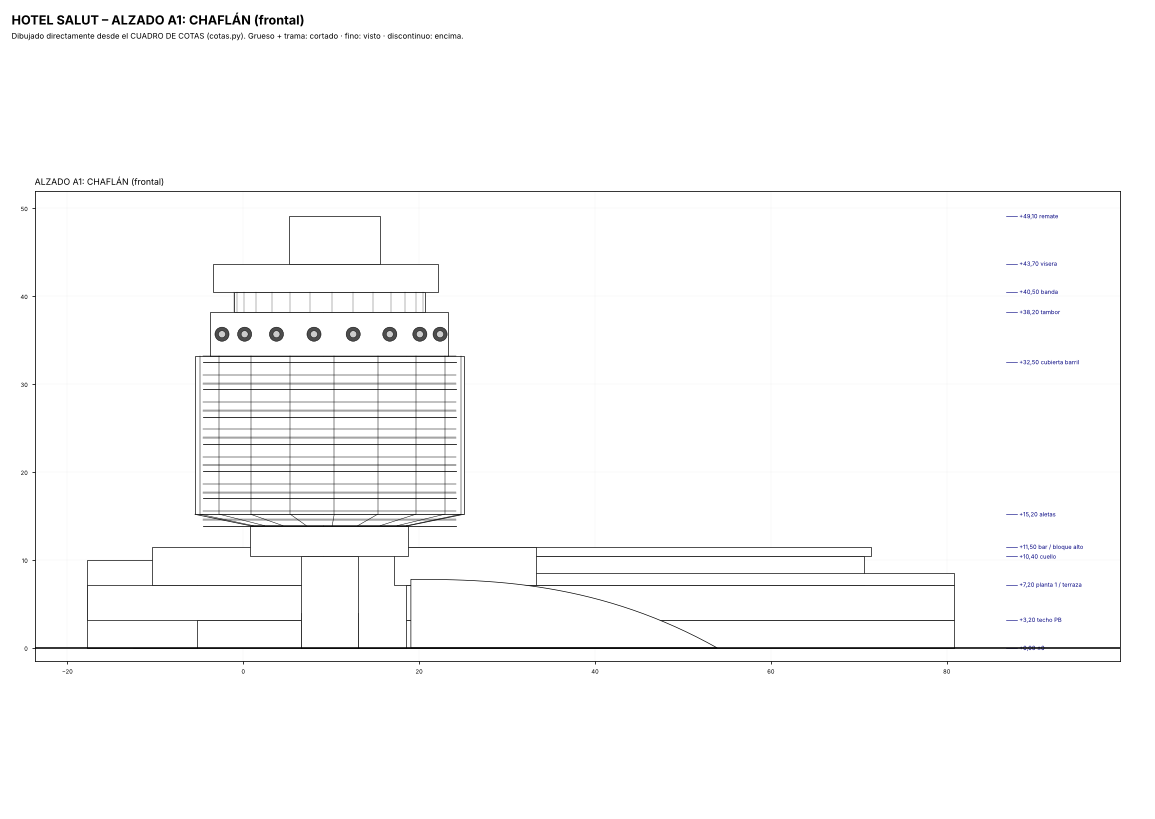 HOTEL SALUT – ALZADO A1: CHAFLÁN (frontal)
Dibujado directamente desde el CUADRO DE COTAS (cotas.py). Grueso + trama: cortado · fino: visto · discontinuo: encima.
ALZADO A1: CHAFLÁN (frontal)
50
40
30
20
10
0
−20
0
20
40
60
80
+49,10 remate
+43,70 visera
+40,50 banda
+38,20 tambor
+32,50 cubierta barril
+15,20 aletas
+11,50 bar / bloque alto
+10,40 cuello
+7,20 planta 1 / terraza
+3,20 techo PB